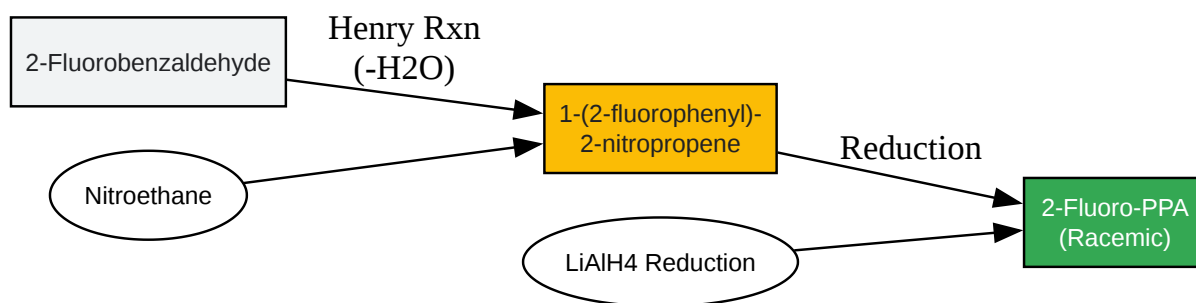 2-Fluorobenzaldehyde
Henry Rxn
(-H2O)
Nitroethane
1-(2-fluorophenyl)-
2-nitropropene
Reduction
LiAlH4 Reduction
2-Fluoro-PPA
(Racemic)